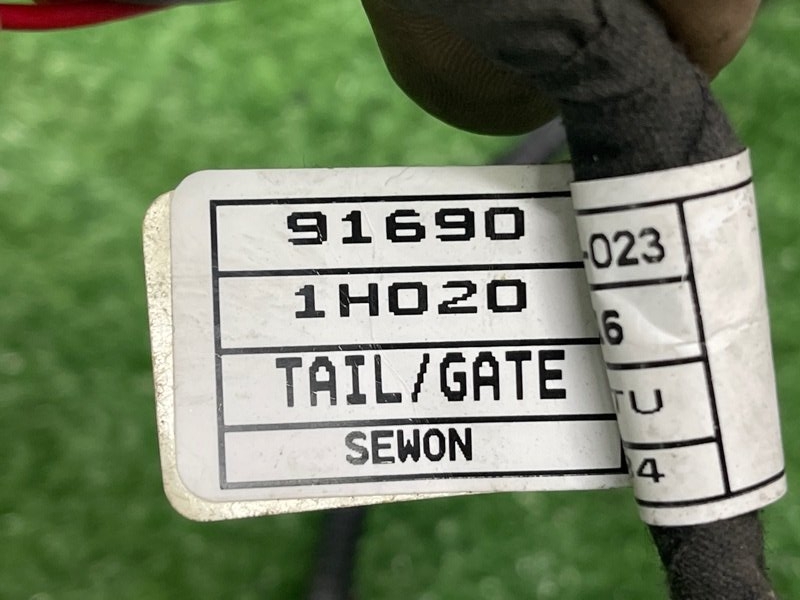 91690
1H020
TAIL/GATE
SEWON
-023
6
TU
4